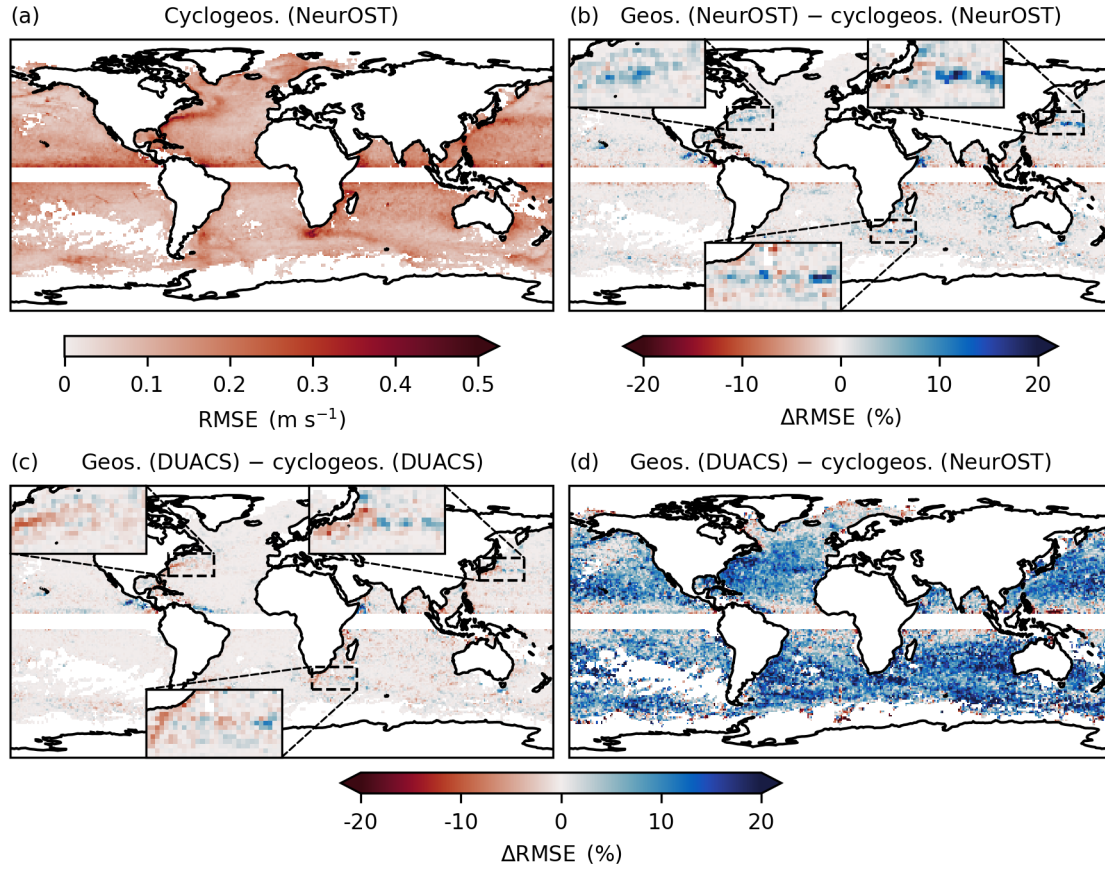 (a) Cyclogeos. (NeurOST)
(b) Geos. (NeurOST) − cyclogeos. (NeurOST)
0 0.1 0.2 0.3 0.4 0.5
RMSE (m s⁻¹)
-20 -10 0 10 20
ΔRMSE (%)
(c) Geos. (DUACS) − cyclogeos. (DUACS)
(d) Geos. (DUACS) − cyclogeos. (NeurOST)
-20 -10 0 10 20
ΔRMSE (%)